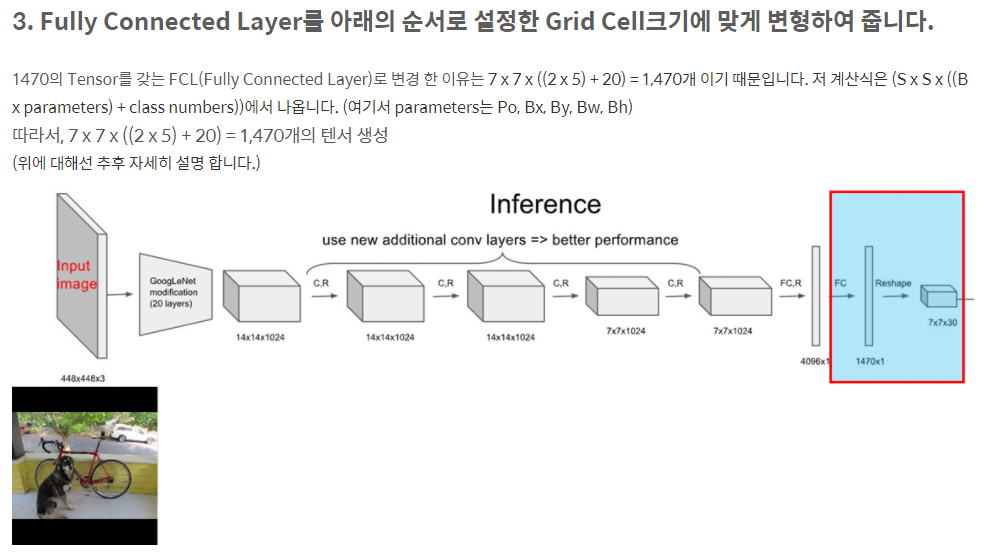 3. Fully Connected Layer를 아래의 순서로 설정한 Grid Cell크기에 맞게 변형하여 줍니다.
1470의 Tensor를 갖는 FCL(Fully Connected Layer)로 변경 한 이유는 7 x 7 x ((2 x 5) + 20) = 1,470개 이기 때문입니다. 저 계산식은 (S x S x ((B
x parameters) + class numbers))에서 나옵니다. (여기서 parameters는 Po, Bx, By, Bw, Bh)
따라서, 7 x 7 x ((2 x 5) + 20) = 1,470개의 텐서 생성
(위에 대해선 추후 자세히 설명 합니다.)
Inference
use new additional conv layers => better performance
Input
image
GoogLeNet
modification
(20 layers)
C,R
C,R
C,R
C,R
FC,R
FC
Reshape
14x14x1024
14x14x1024
14x14x1024
7x7x1024
7x7x1024
7x7x30
4096x1
1470x1
448x448x3